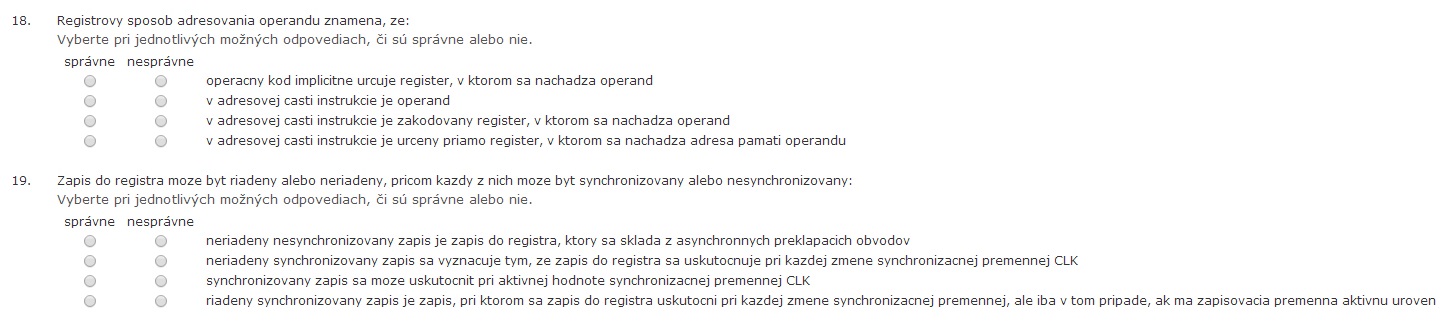 18. Registrovy sposob adresovania operandu znamena, ze:
Vyberte pri jednotlivých možných odpovediach, či sú správne alebo nie.
správne nesprávne
operacny kod implicitne urcuje register, v ktorom sa nachadza operand
v adresovej casti instrukcie je operand
v adresovej casti instrukcie je zakodovany register, v ktorom sa nachadza operand
v adresovej casti instrukcie je urceny priamo register, v ktorom sa nachadza adresa pamati operandu
19. Zapis do registra moze byt riadeny alebo neriadeny, pricom kazdy z nich moze byt synchronizovany alebo nesynchronizovany:
Vyberte pri jednotlivých možných odpovediach, či sú správne alebo nie.
správne nesprávne
neriadeny nesynchronizovany zapis je zapis do registra, ktory sa sklada z asynchronnych preklapacich obvodov
neriadeny synchronizovany zapis sa vyznacuje tym, ze zapis do registra sa uskutocnuje pri kazdej zmene synchronizacnej premennej CLK
synchronizovany zapis sa moze uskutocnit pri aktivnej hodnote synchronizacnej premennej CLK
riadeny synchronizovany zapis je zapis, pri ktorom sa zapis do registra uskutocni pri kazdej zmene synchronizacnej premennej, ale iba v tom pripade, ak ma zapisovacia premenna aktivnu uroven